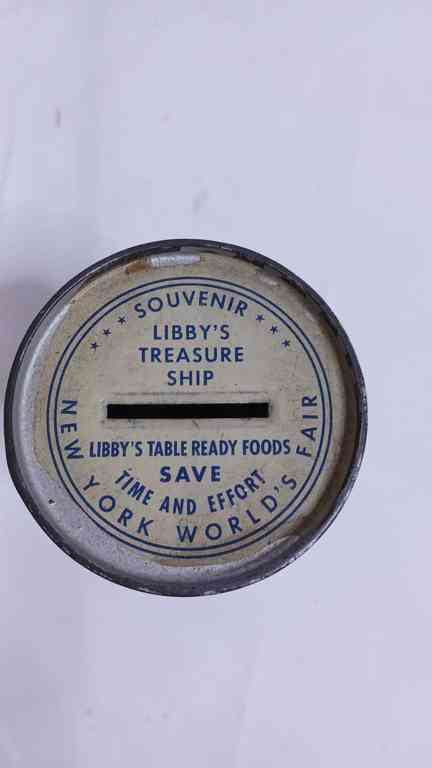 SOUVENIR
LIBBY'S
TREASURE
SHIP
LIBBY'S TABLE READY FOODS
SAVE
TIME AND EFFORT
NEW YORK WORLD'S FAIR